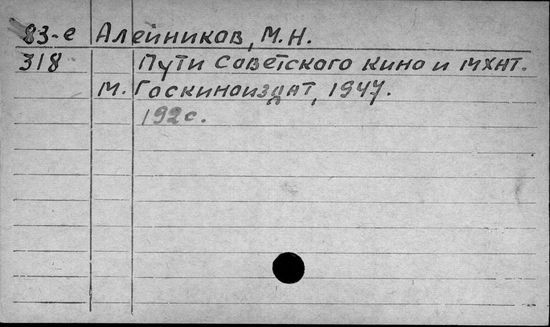 83-е Алейников, М.Н.
318 Пути советского кино и МХАТ.
М. Госкиноиздат, 1947.
192 с.